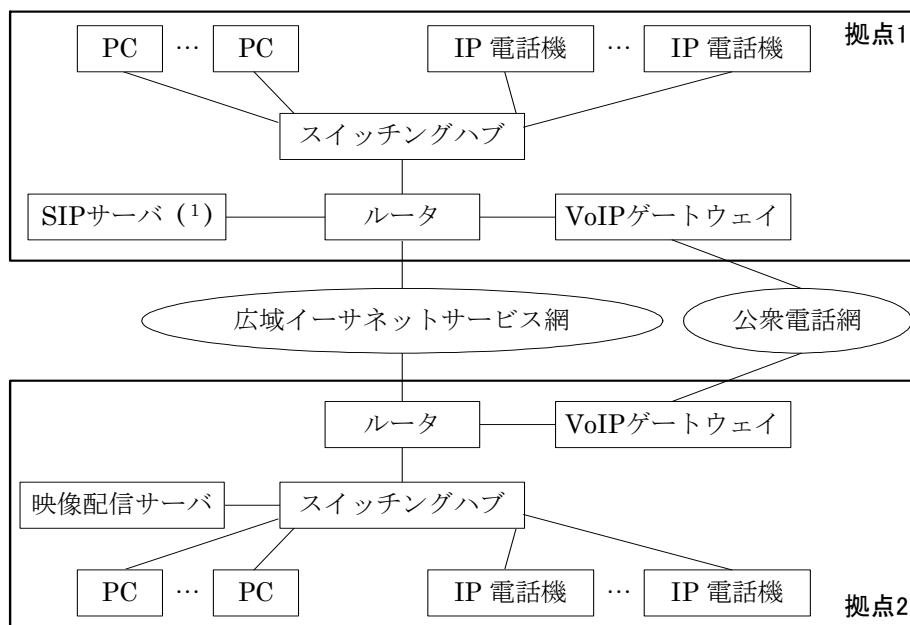 PC … PC IP 電話機 … IP 電話機 拠点1
スイッチングハブ
SIPサーバ (¹) ルータ VoIPゲートウェイ
広域イーサネットサービス網 公衆電話網
ルータ VoIPゲートウェイ
映像配信サーバ スイッチングハブ
PC … PC IP 電話機 … IP 電話機 拠点2